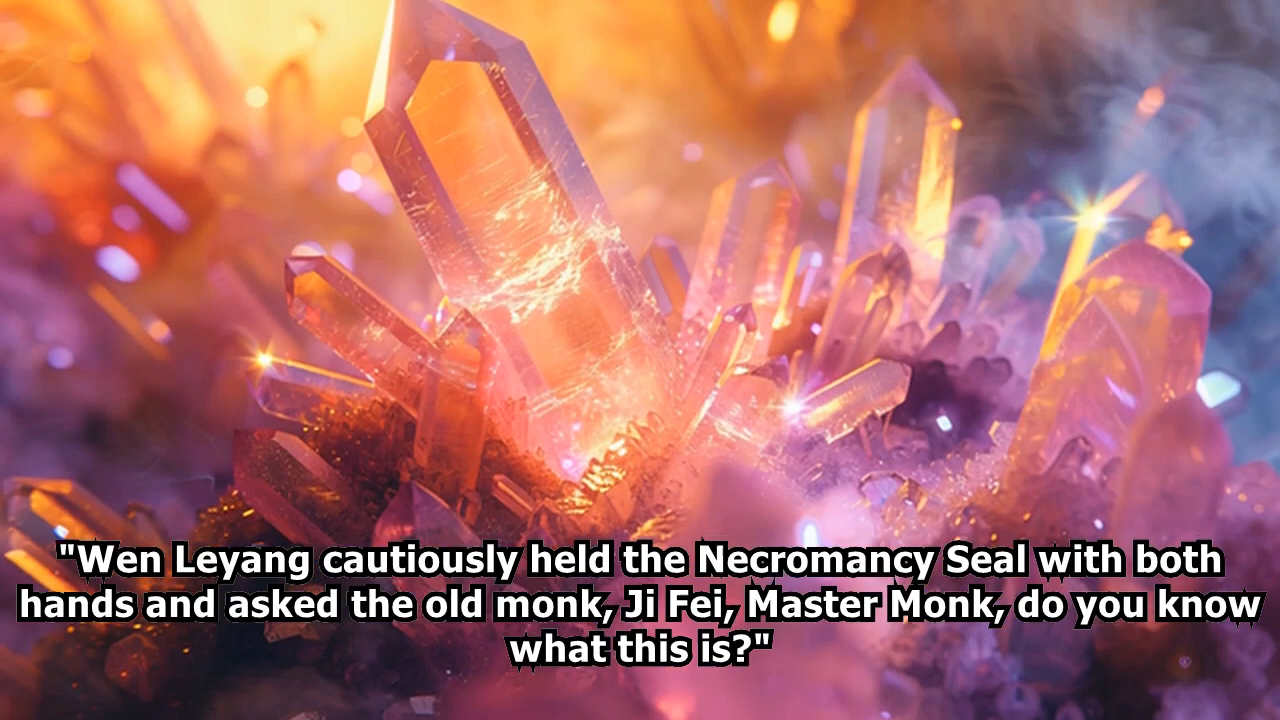 "Wen Leyang cautiously held the Necromancy Seal with both
hands and asked the old monk, Ji Fei, Master Monk, do you know
what this is?"